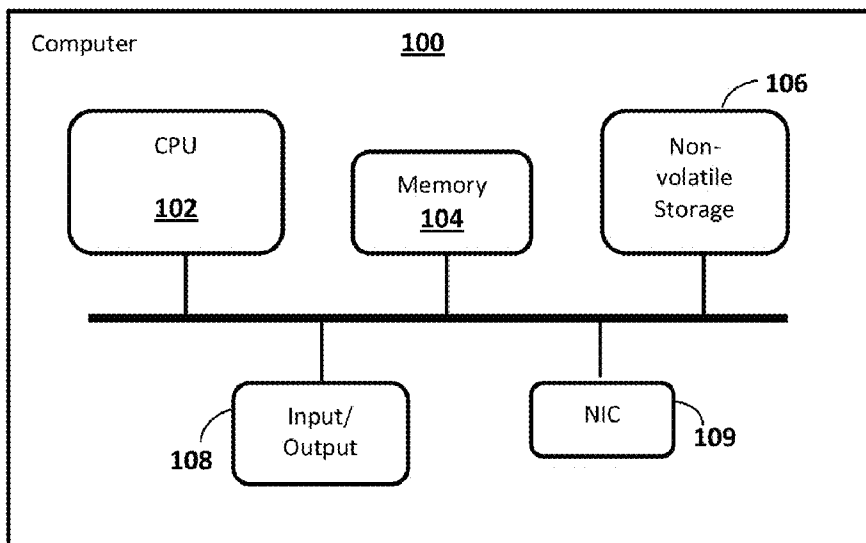 Computer 100
106
CPU
102
Memory
104
Non-
volatile
Storage
Input/
Output
108
NIC
109